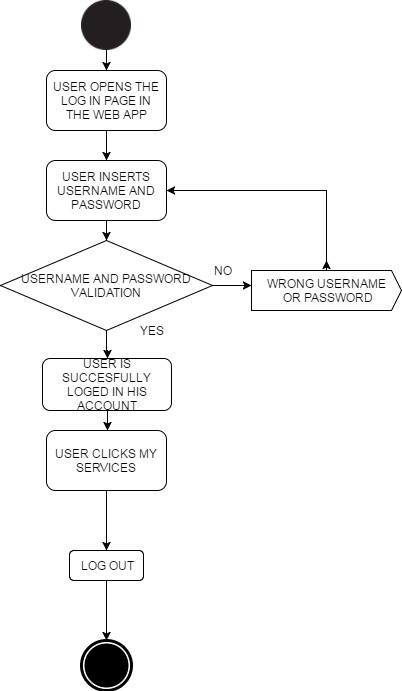 USER OPENS THE
LOG IN PAGE IN
THE WEB APP
USER INSERTS
USERNAME AND
PASSWORD
USERNAME AND PASSWORD
VALIDATION
NO
WRONG USERNAME
OR PASSWORD
YES
USER IS
SUCCESFULLY
LOGED IN HIS
ACCOUNT
USER CLICKS MY
SERVICES
LOG OUT